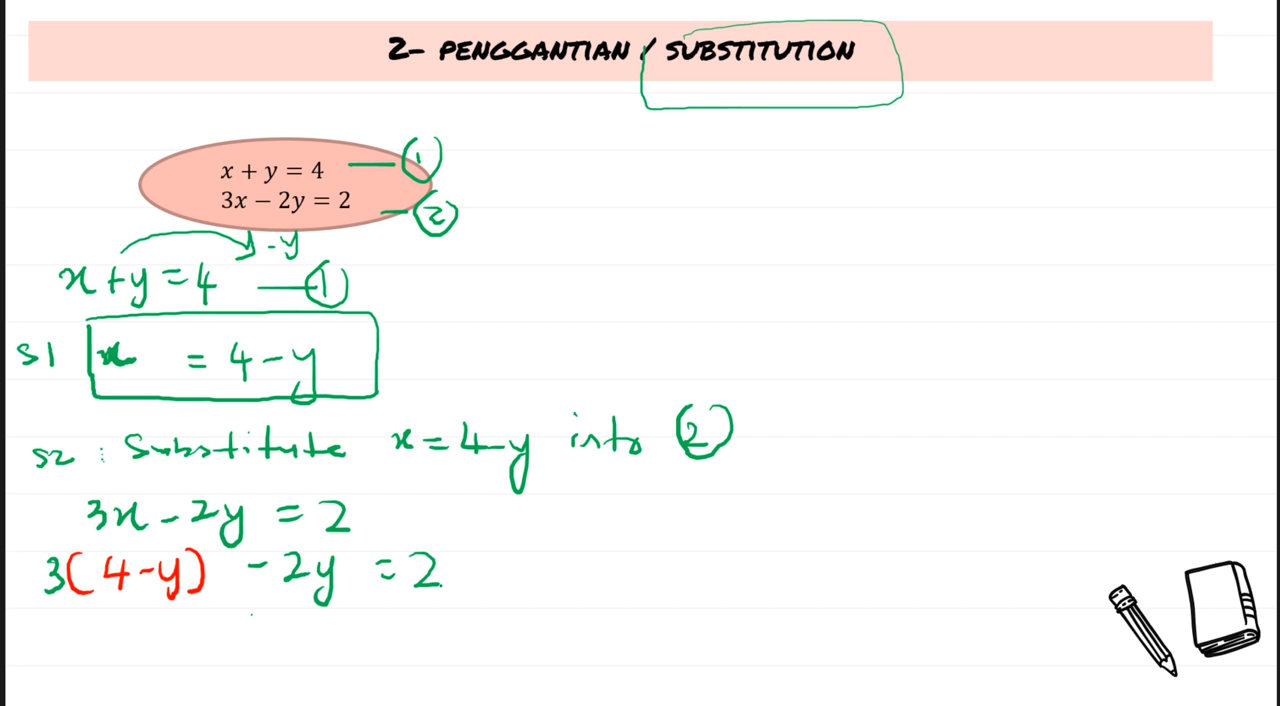 2- PENGGANTIAN / SUBSTITUTION
x + y = 4 — ①
3x − 2y = 2 — ②
-y
x + y = 4 — ①
S1 x = 4 - y
S2 : Substitute x = 4 - y into ②
3x - 2y = 2
3(4-y) - 2y = 2